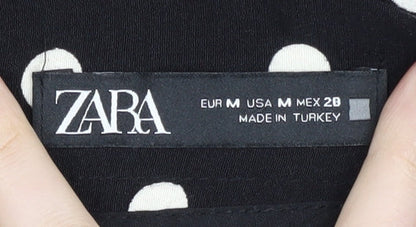 ZARA
EUR M USA M MEX 28
MADE IN TURKEY